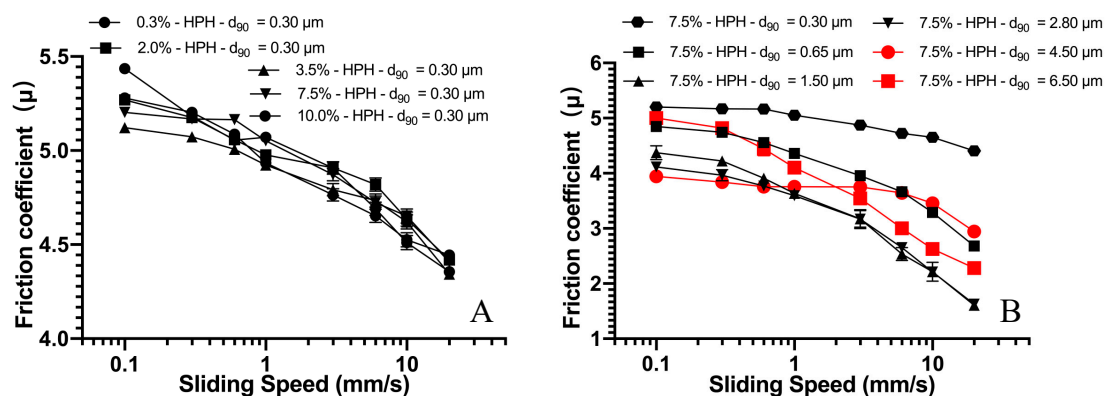 0.3% - HPH - d90 = 0.30 µm
2.0% - HPH - d90 = 0.30 µm
3.5% - HPH - d90 = 0.30 µm
7.5% - HPH - d90 = 0.30 µm
10.0% - HPH - d90 = 0.30 µm
5.5
5.0
4.5
4.0
Friction coefficient (µ)
A
0.1 1 10
Sliding Speed (mm/s)
7.5% - HPH - d90 = 0.30 µm
7.5% - HPH - d90 = 0.65 µm
7.5% - HPH - d90 = 1.50 µm
7.5% - HPH - d90 = 2.80 µm
7.5% - HPH - d90 = 4.50 µm
7.5% - HPH - d90 = 6.50 µm
6
5
4
3
2
1
Friction coefficient (µ)
B
0.1 1 10
Sliding Speed (mm/s)